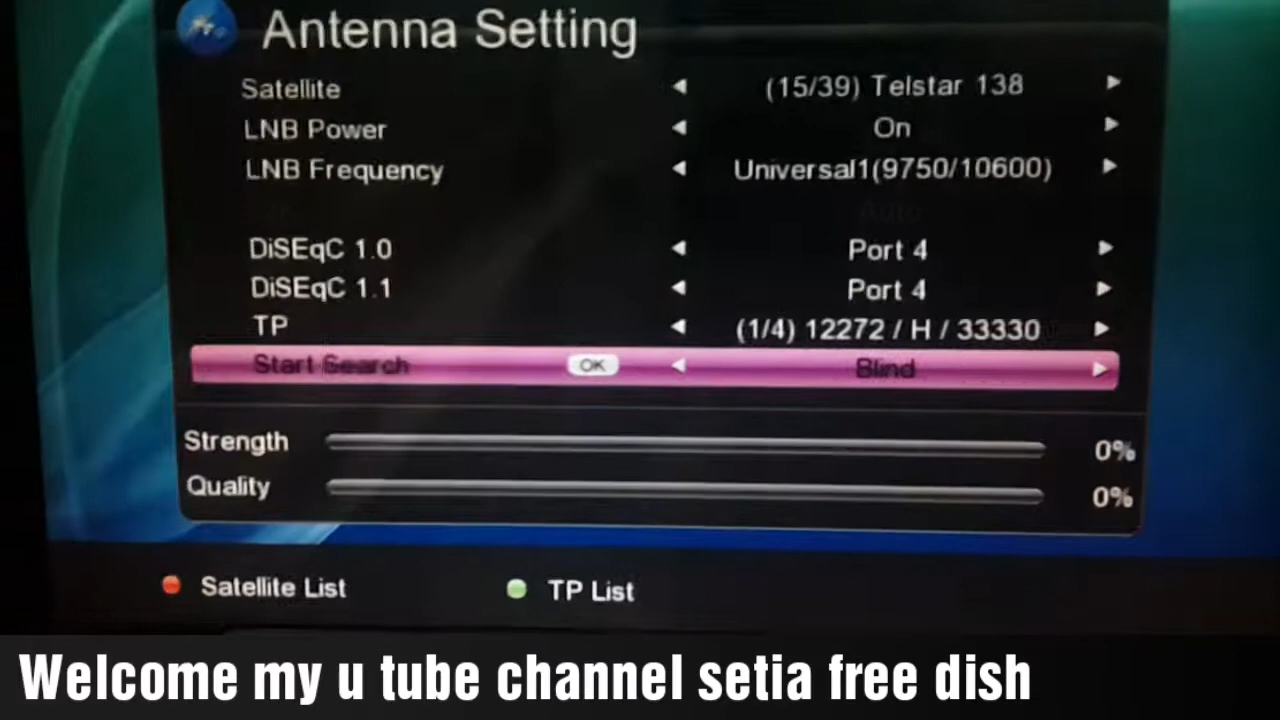 Antenna Setting
Satellite (15/39) Telstar 138
LNB Power On
LNB Frequency Universal1(9750/10600)
Auto
DiSEqC 1.0 Port 4
DiSEqC 1.1 Port 4
TP (1/4) 12272 / H / 33330
Start Search OK Blind
Strength 0%
Quality 0%
Satellite List TP List
Welcome my u tube channel setia free dish